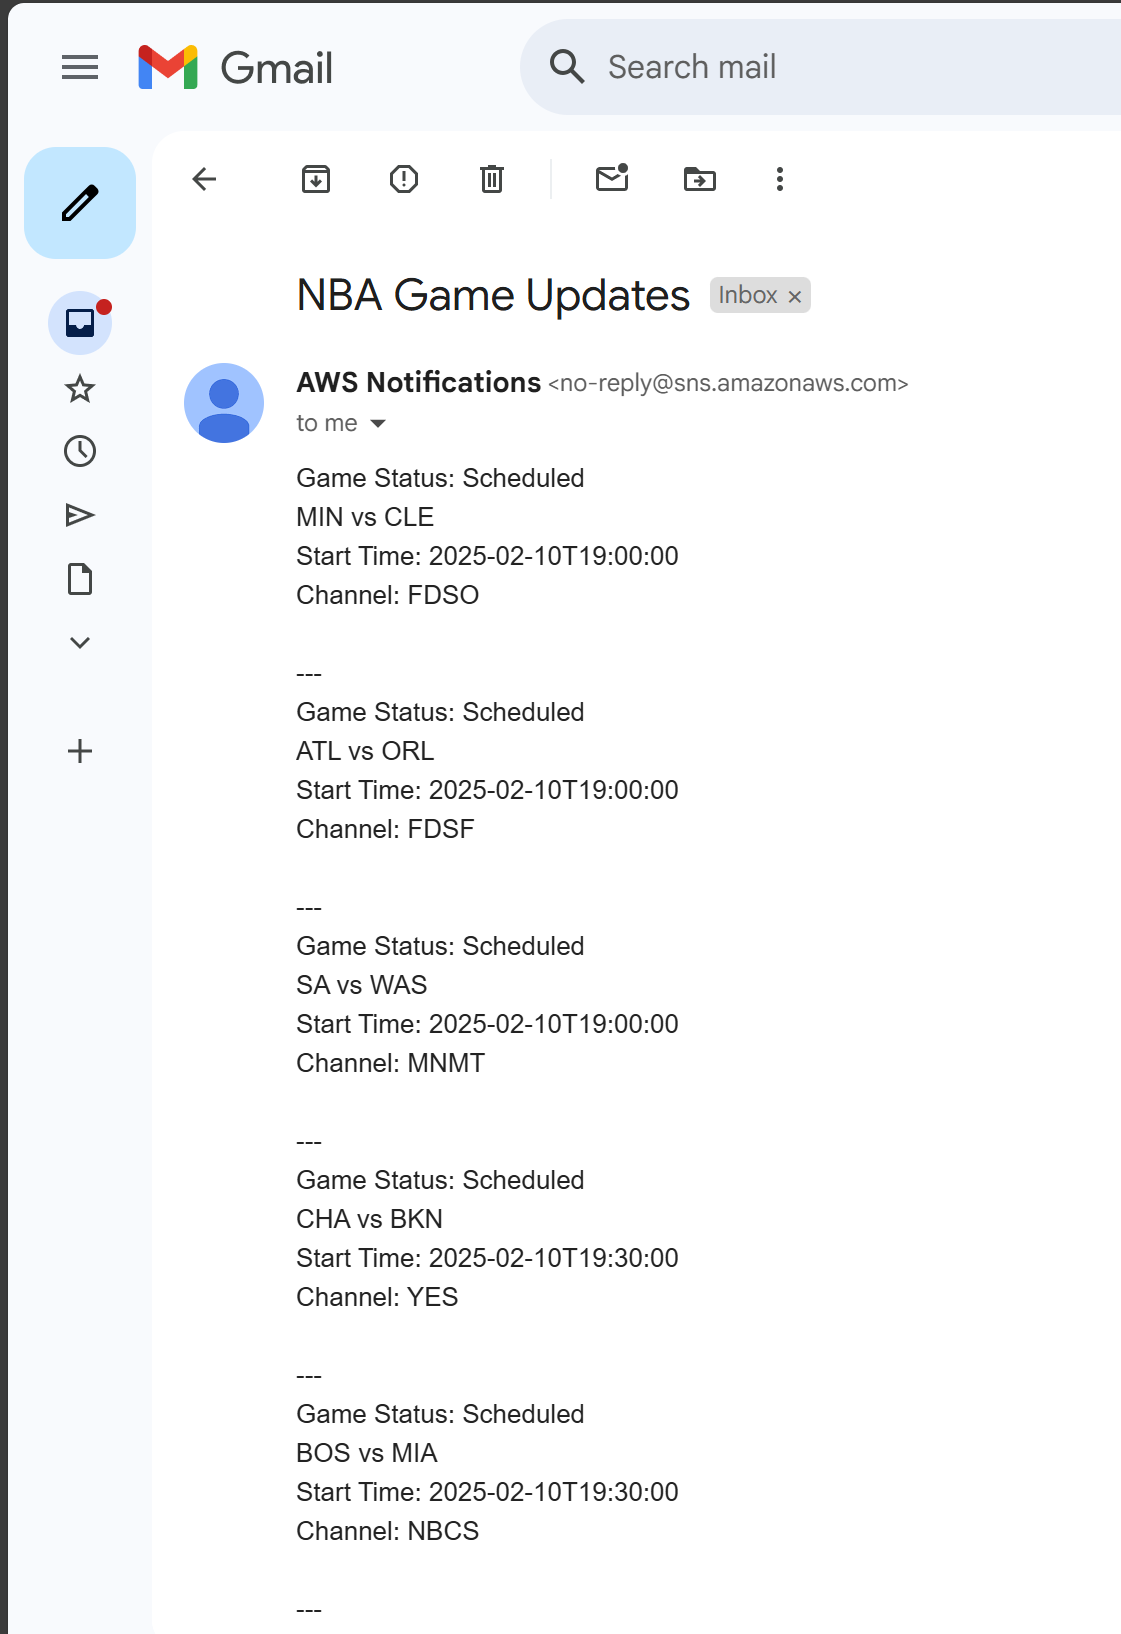 Gmail
Search mail
NBA Game Updates Inbox ×
AWS Notifications <no-reply@sns.amazonaws.com>
to me
Game Status: Scheduled
MIN vs CLE
Start Time: 2025-02-10T19:00:00
Channel: FDSO
---
Game Status: Scheduled
ATL vs ORL
Start Time: 2025-02-10T19:00:00
Channel: FDSF
---
Game Status: Scheduled
SA vs WAS
Start Time: 2025-02-10T19:00:00
Channel: MNMT
---
Game Status: Scheduled
CHA vs BKN
Start Time: 2025-02-10T19:30:00
Channel: YES
---
Game Status: Scheduled
BOS vs MIA
Start Time: 2025-02-10T19:30:00
Channel: NBCS
---